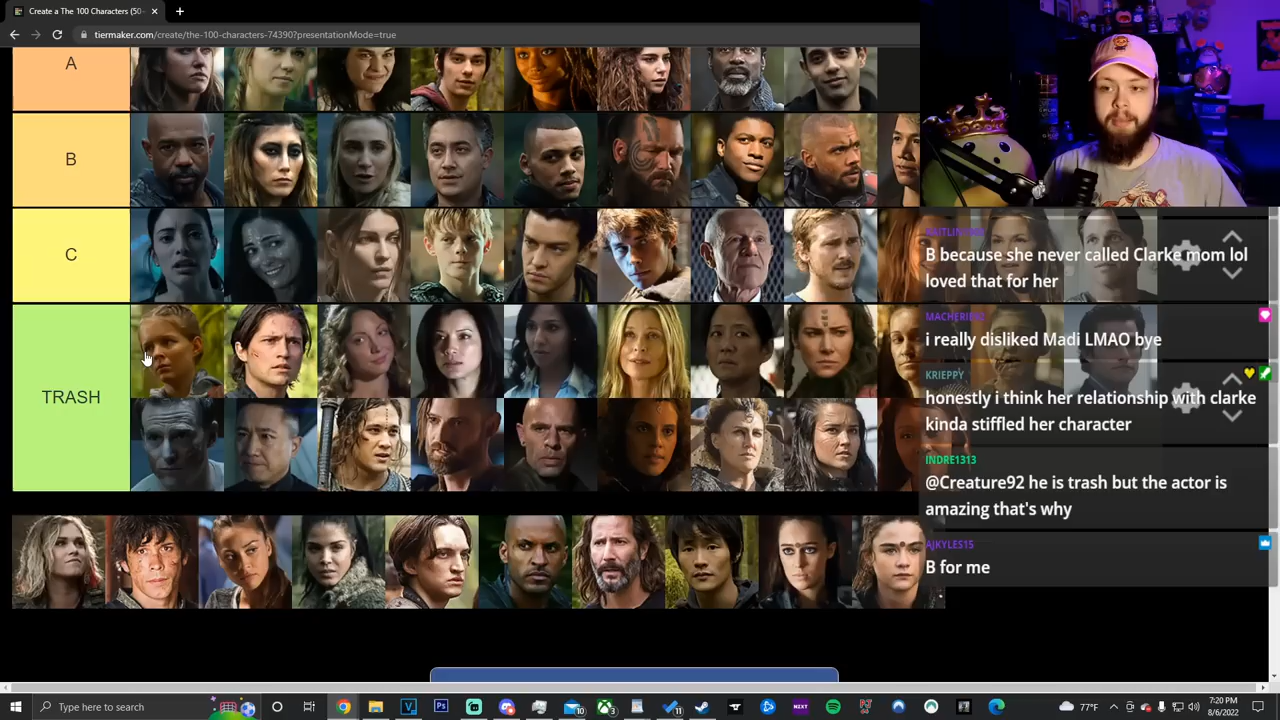 Create a The 100 Characters (50-
tiermaker.com/create/the-100-characters-74390?presentationMode=true
A
B
C
TRASH
B because she never called Clarke mom lol
loved that for her
MACHERIE92
i really disliked Madi LMAO bye
KRIEPPY
honestly i think her relationship with clarke
kinda stiffled her character
INDRE1313
@Creature92 he is trash but the actor is
amazing that's why
AJKYLES15
B for me
Type here to search
77°F
7:20 PM
8/6/2022